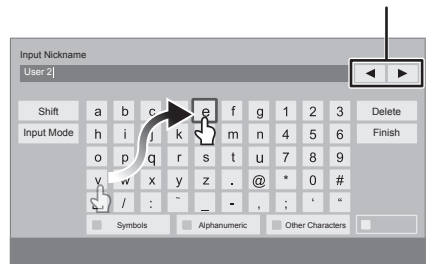 Input Nickname
User 2
◀ ▶
Shift a b c e f g 1 2 3 Delete
Input Mode h i j k m n 4 5 6 Finish
o p q r s t u 7 8 9
v w x y z . @ * 0 #
/ : ~ _ - , ; ‘ “
Symbols Alphanumeric Other Characters